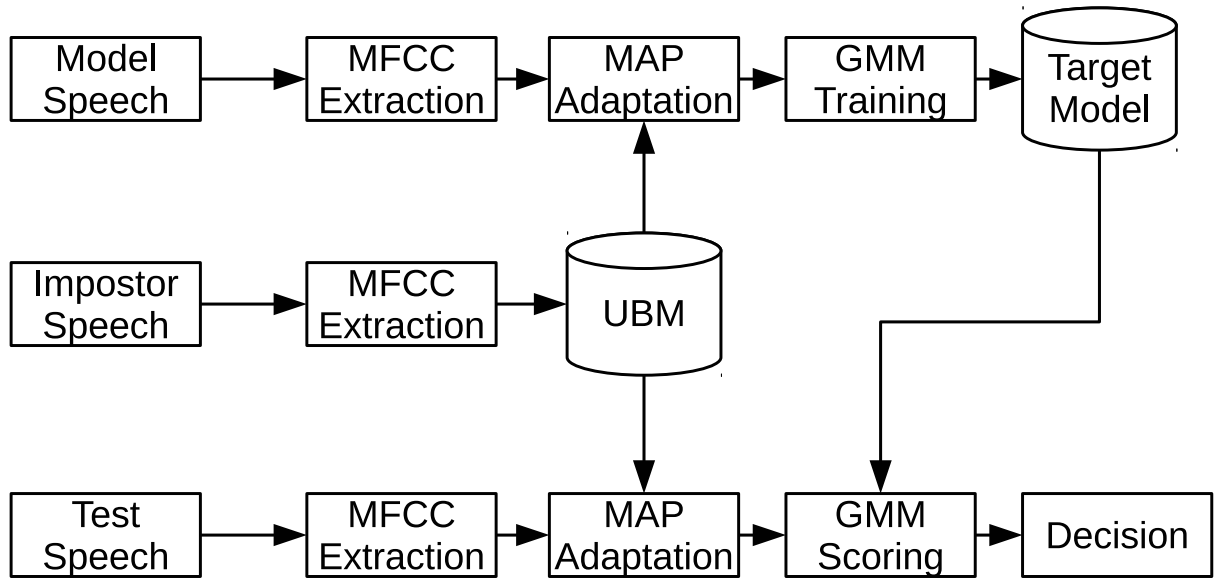 Model
Speech
MFCC
Extraction
MAP
Adaptation
GMM
Training
Target
Model
Impostor
Speech
MFCC
Extraction
UBM
Test
Speech
MFCC
Extraction
MAP
Adaptation
GMM
Scoring
Decision